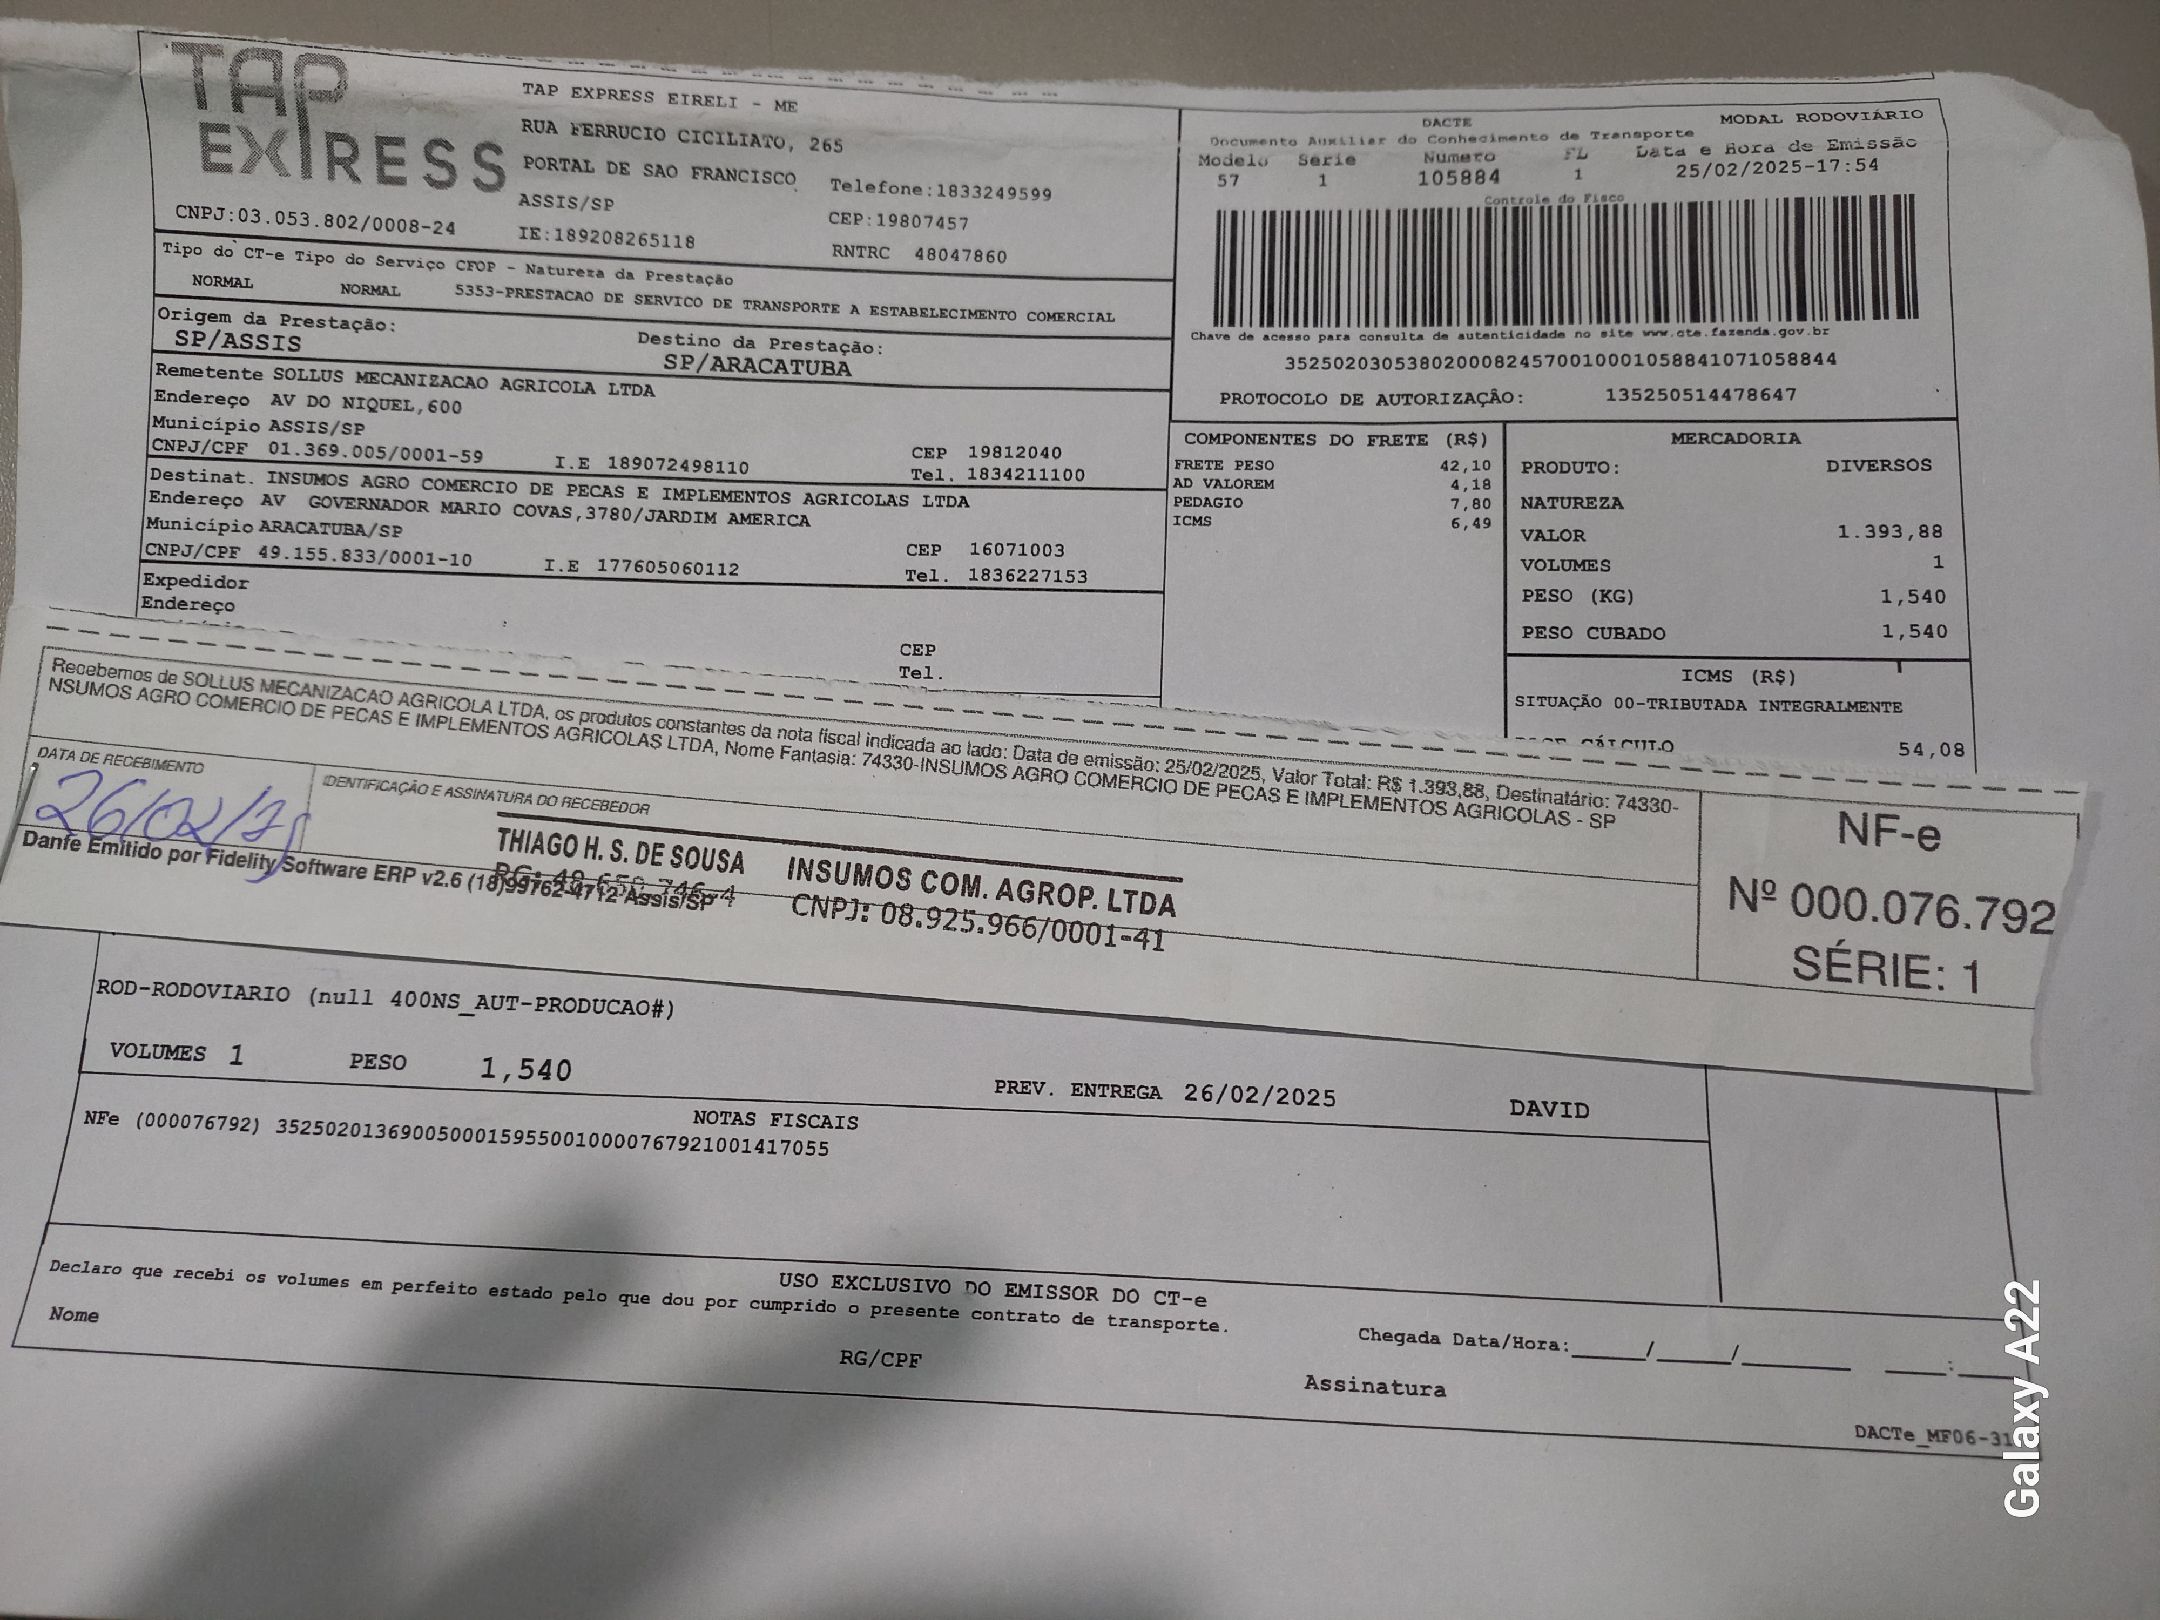 TAP
EXPRESS
TAP EXPRESS EIRELI - ME
RUA FERRUCIO CICILIATO, 265
PORTAL DE SAO FRANCISCO
Telefone:1833249599
ASSIS/SP
CEP:19807457
CNPJ:03.053.802/0008-24
IE:189208265118
RNTRC 48047860
Tipo do CT-e Tipo do Serviço CFOP - Natureza da Prestação
NORMAL NORMAL 5353-PRESTACAO DE SERVICO DE TRANSPORTE A ESTABELECIMENTO COMERCIAL
Origem da Prestação:
SP/ASSIS
Destino da Prestação:
SP/ARACATUBA
Remetente SOLLUS MECANIZACAO AGRICOLA LTDA
Endereço AV DO NIQUEL,600
Município ASSIS/SP
CEP 19812040
CNPJ/CPF 01.369.005/0001-59 I.E 189072498110 Tel. 1834211100
Destinat. INSUMOS AGRO COMERCIO DE PECAS E IMPLEMENTOS AGRICOLAS LTDA
Endereço AV GOVERNADOR MARIO COVAS,3780/JARDIM AMERICA
Município ARACATUBA/SP
CEP 16071003
CNPJ/CPF 49.155.833/0001-10 I.E 177605060112 Tel. 1836227153
Expedidor
Endereço
CEP
Tel.
DACTE MODAL RODOVIÁRIO
Documento Auxiliar do Conhecimento de Transporte
Modelo Serie Numero FL Data e Hora de Emissão
57 1 105884 1 25/02/2025-17:54
Controle do Fisco
Chave de acesso para consulta de autenticidade no site www.cte.fazenda.gov.br
35250203053802000824570010001058841071058844
PROTOCOLO DE AUTORIZAÇÃO: 135250514478647
COMPONENTES DO FRETE (R$)
FRETE PESO 42,10
AD VALOREM 4,18
PEDAGIO 7,80
ICMS 6,49
MERCADORIA
PRODUTO: DIVERSOS
NATUREZA
VALOR 1.393,88
VOLUMES 1
PESO (KG) 1,540
PESO CUBADO 1,540
ICMS (R$)
SITUAÇÃO 00-TRIBUTADA INTEGRALMENTE
CÁLCULO 54,08
Recebemos de SOLLUS MECANIZACAO AGRICOLA LTDA, os produtos constantes da nota fiscal indicada ao lado: Data de emissão: 25/02/2025, Valor Total: R$ 1.393,88, Destinatário: 74330-
NSUMOS AGRO COMERCIO DE PECAS E IMPLEMENTOS AGRICOLAS LTDA, Nome Fantasia: 74330-INSUMOS AGRO COMERCIO DE PECAS E IMPLEMENTOS AGRICOLAS - SP
DATA DE RECEBIMENTO
26/02/25
IDENTIFICAÇÃO E ASSINATURA DO RECEBEDOR
THIAGO H. S. DE SOUSA
INSUMOS COM. AGROP. LTDA
CNPJ: 08.925.966/0001-41
Danfe Emitido por Fidelity Software ERP v2.6 (18)99762-4712 Assis/SP
NF-e
Nº 000.076.792
SÉRIE: 1
ROD-RODOVIARIO (null 400NS_AUT-PRODUCAO#)
VOLUMES 1 PESO 1,540
PREV. ENTREGA 26/02/2025 DAVID
NOTAS FISCAIS
NFe (000076792) 35250201369005000159550010000767921001417055
USO EXCLUSIVO DO EMISSOR DO CT-e
Declaro que recebi os volumes em perfeito estado pelo que dou por cumprido o presente contrato de transporte.
Nome
RG/CPF
Chegada Data/Hora:_____/_____/_______ ____:____
Assinatura
DACTe_MF06-31
Galaxy A22